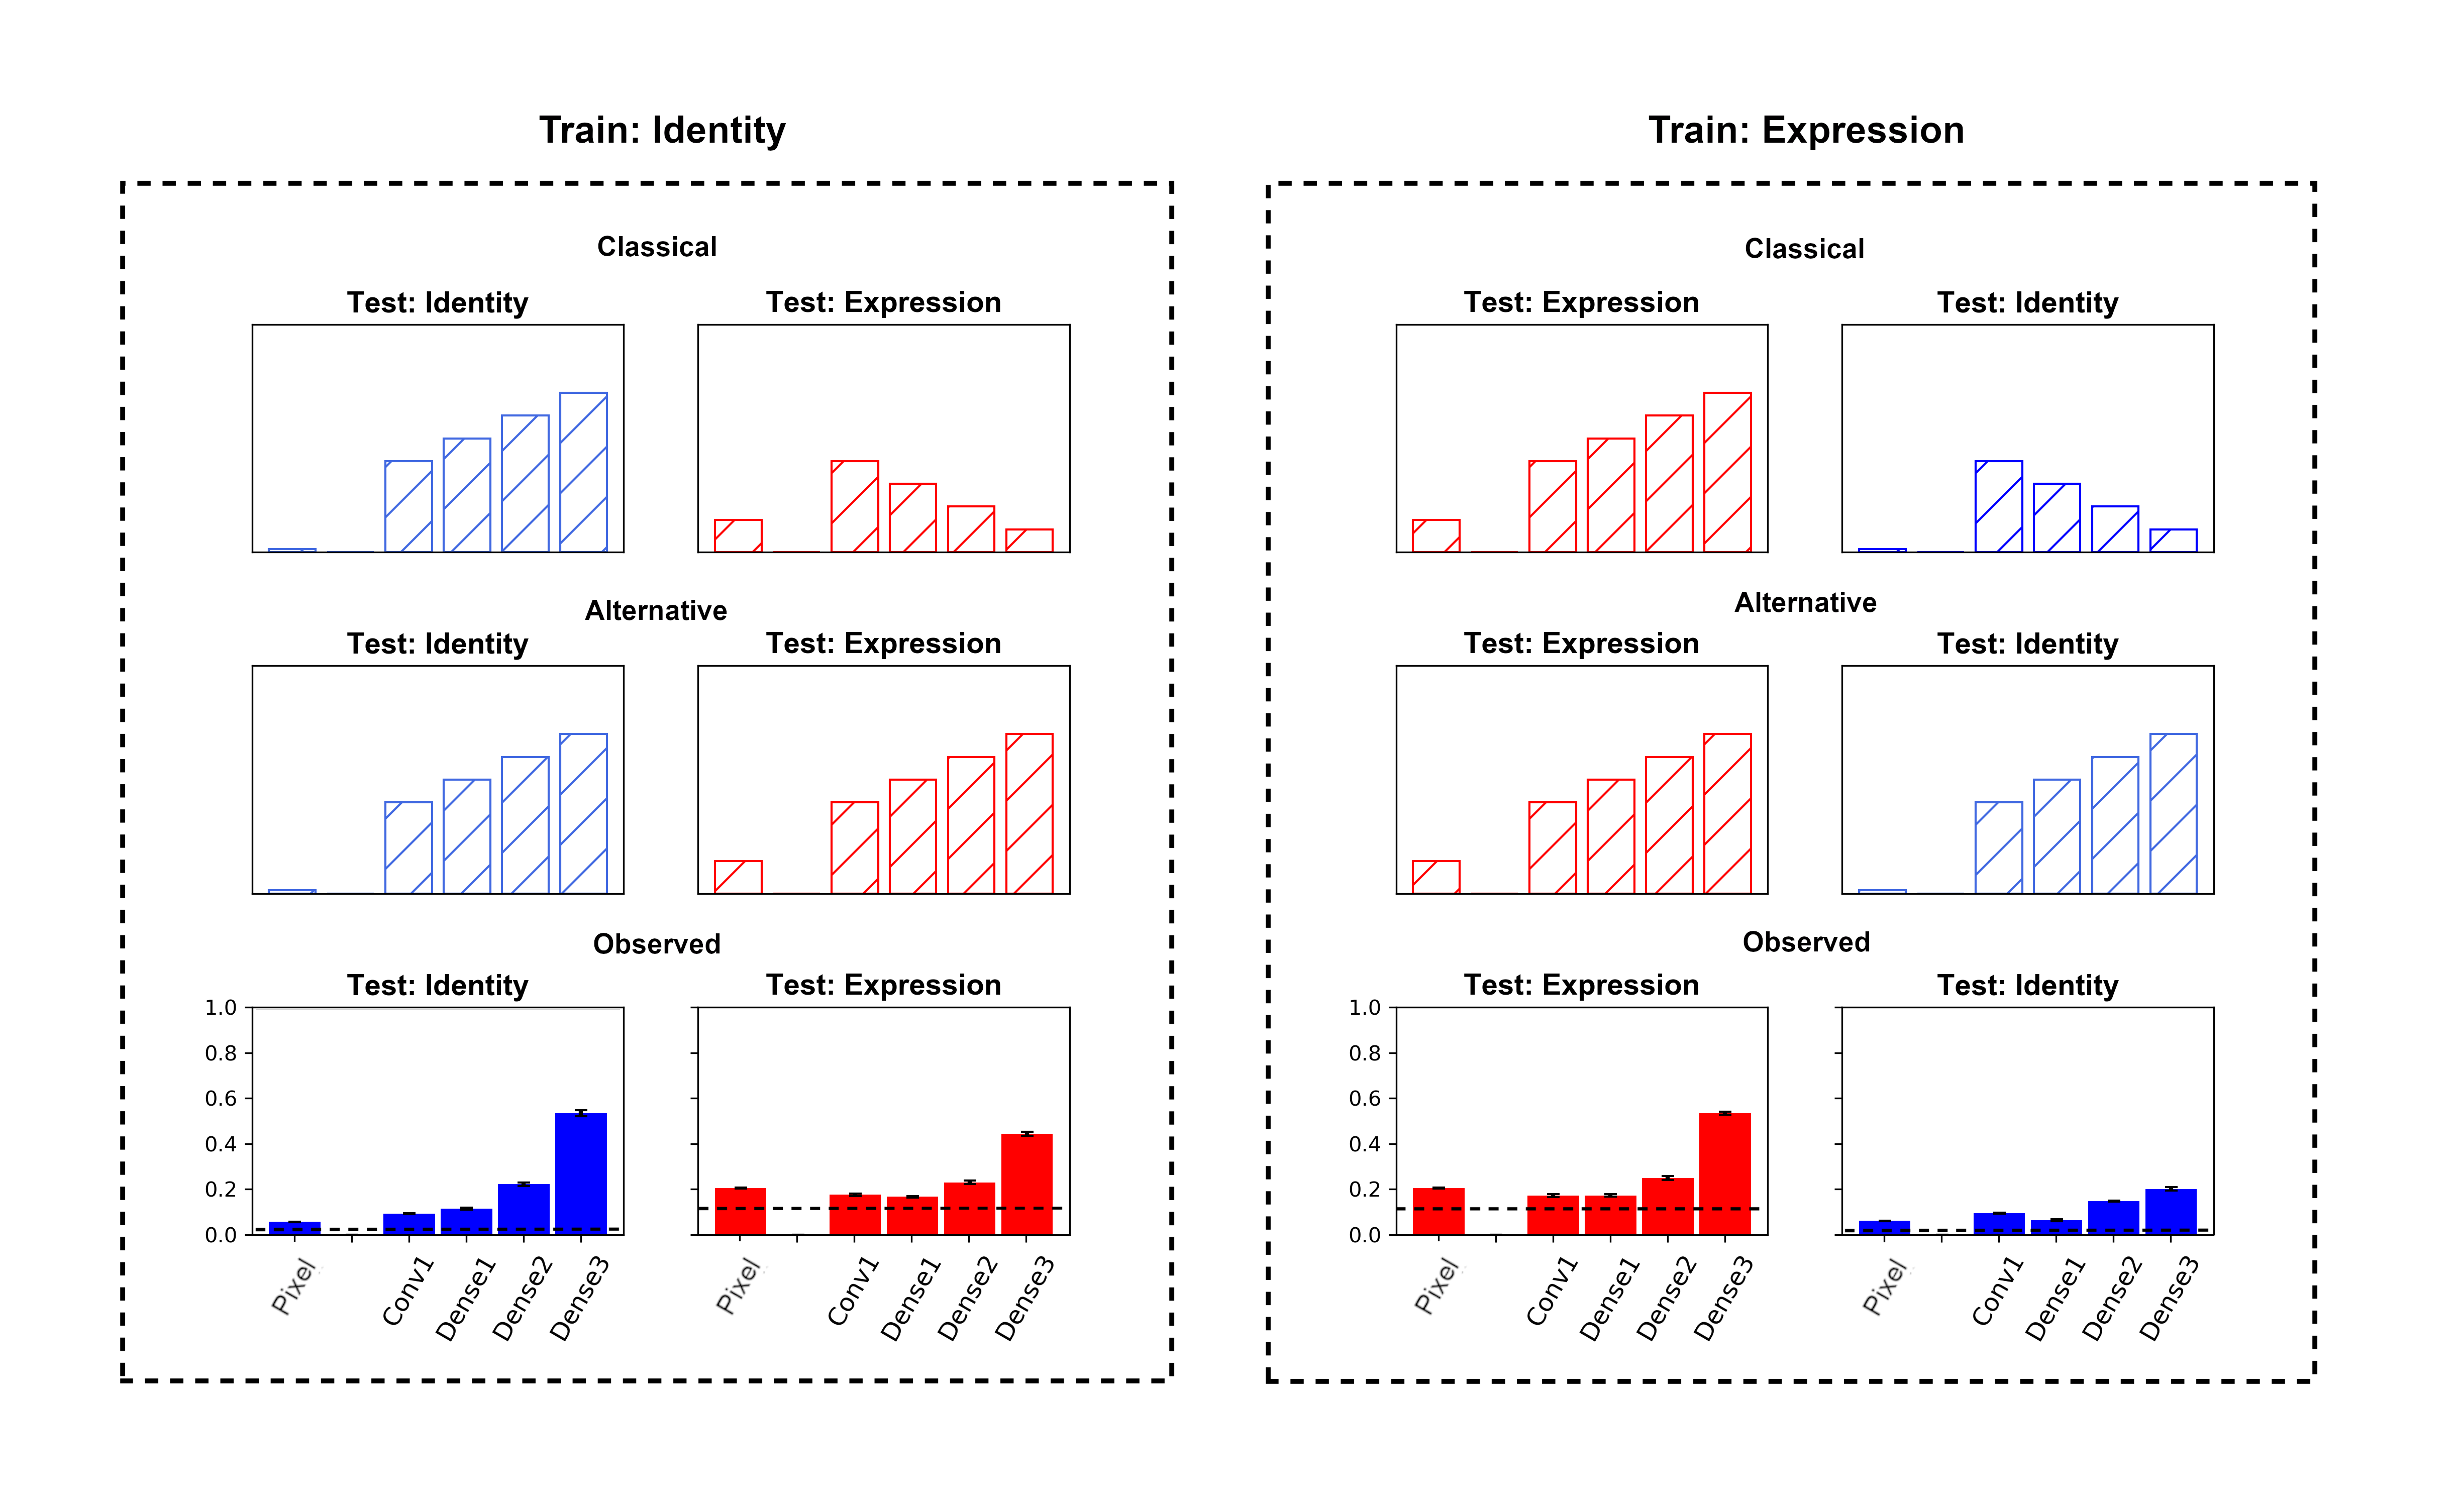 Train: Identity
Classical
Test: Identity Test: Expression
Alternative
Test: Identity Test: Expression
Observed
Test: Identity Test: Expression
1.0
0.8
0.6
0.4
0.2
0.0
Pixel Conv1 Dense1 Dense2 Dense3 Pixel Conv1 Dense1 Dense2 Dense3
Train: Expression
Classical
Test: Expression Test: Identity
Alternative
Test: Expression Test: Identity
Observed
Test: Expression Test: Identity
1.0
0.8
0.6
0.4
0.2
0.0
Pixel Conv1 Dense1 Dense2 Dense3 Pixel Conv1 Dense1 Dense2 Dense3